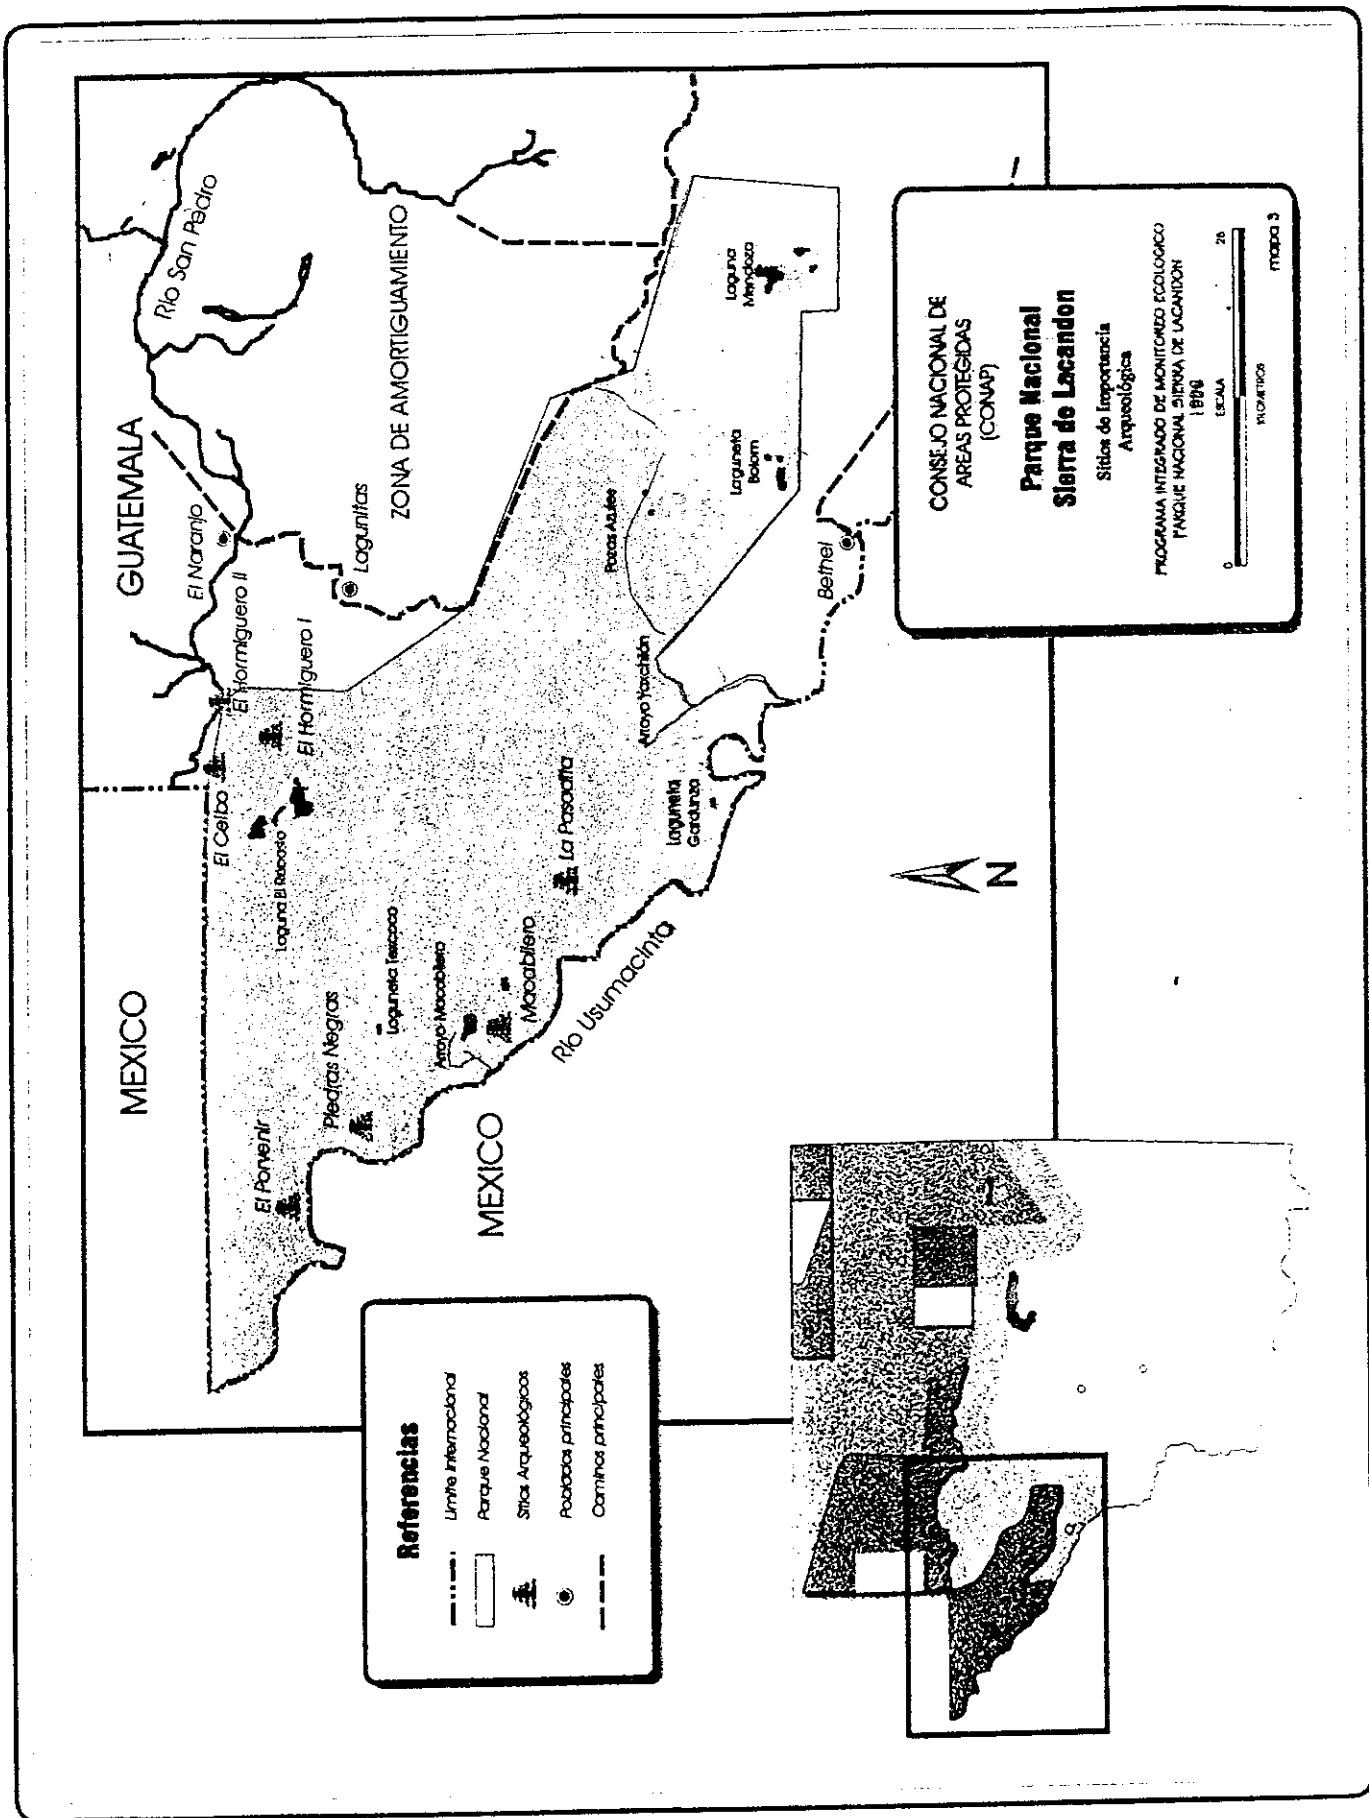 MEXICO
GUATEMALA
Río San Pedro
El Naranjo
El Hormiguero II
El Hormiguero I
El Ceibo
Lagunitas
ZONA DE AMORTIGUAMIENTO
El Porvenir
Piedras Negras
Laguna El Repasto
Laguneta Texcoco
Arroyo Macabilero
Macabilero
La Pasadita
Pozas Azules
Arroyo Yaxchilán
Laguneta
Gardunza
Laguneta
Bolom
Laguna
Mendoza
Bethel
MEXICO
Río Usumacinta
N
Referencias
Límite Internacional
Parque Nacional
Sitios Arqueológicos
Poblados principales
Caminos principales
CONSEJO NACIONAL DE
AREAS PROTEGIDAS
(CONAP)
Parque Nacional
Sierra de Lacandon
Sitios de Importancia
Arqueológica
PROGRAMA INTEGRADO DE MONITOREO ECOLOGICO
PARQUE NACIONAL SIERRA DE LACANDON
ESCALA
0
KILOMETROS
mapa 3